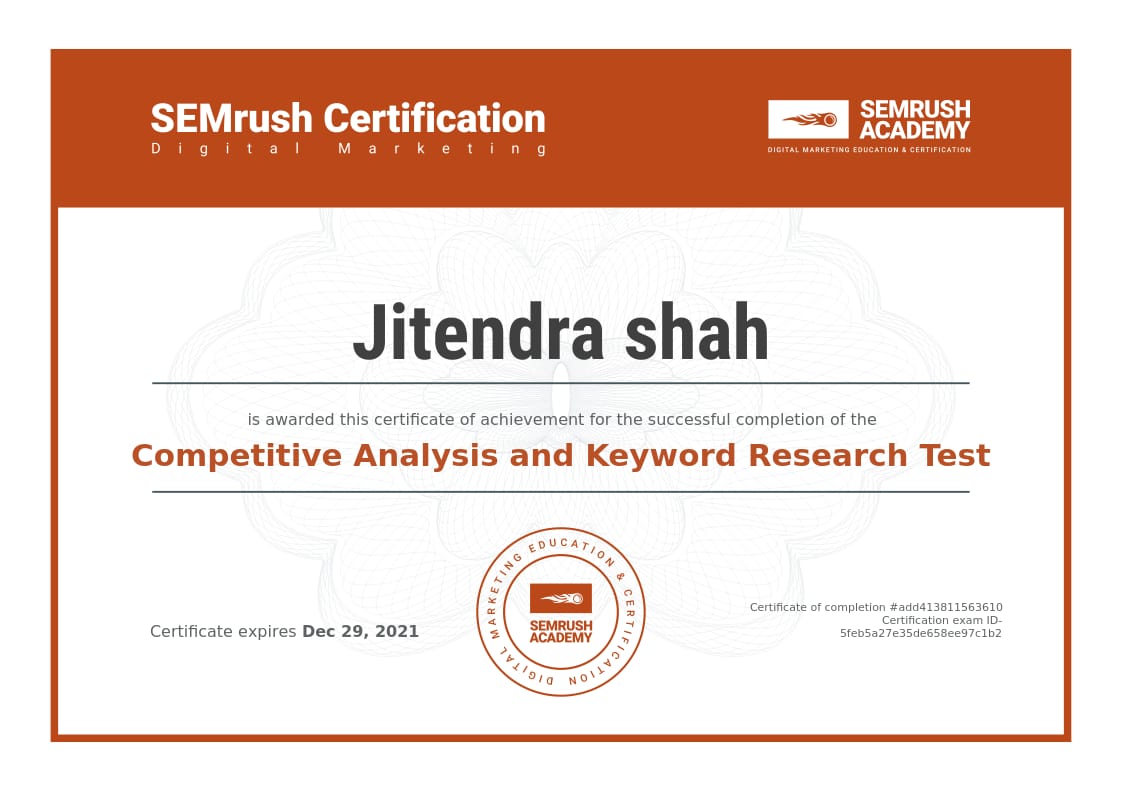 SEMrush Certification
Digital Marketing
SEMRUSH
ACADEMY
DIGITAL MARKETING EDUCATION & CERTIFICATION
Jitendra shah
is awarded this certificate of achievement for the successful completion of the
Competitive Analysis and Keyword Research Test
Certificate expires Dec 29, 2021
DIGITAL MARKETING EDUCATION & CERTIFICATION
SEMRUSH
ACADEMY
Certificate of completion #add413811563610
Certification exam ID-
5feb5a27e35de658ee97c1b2